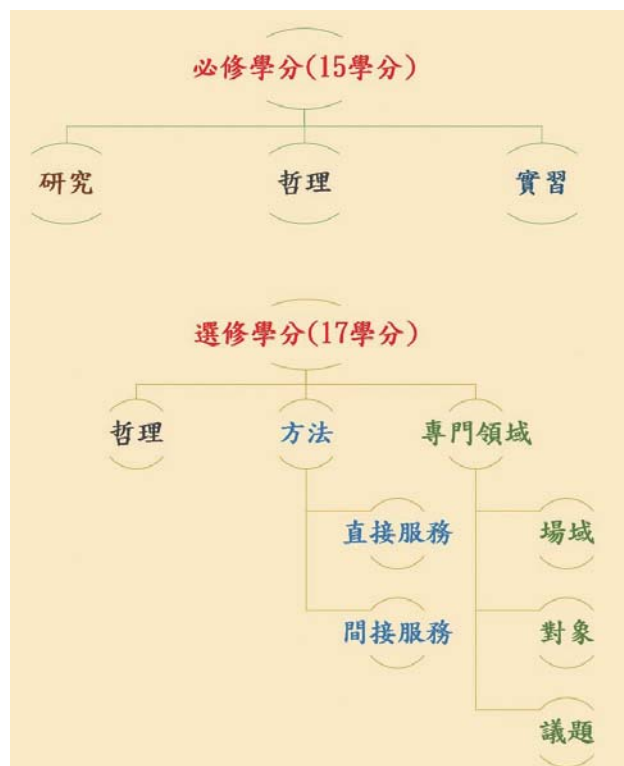 必修學分(15學分)
研究 哲理 實習
選修學分(17學分)
哲理 方法 專門領域
直接服務 場域
間接服務 對象
議題